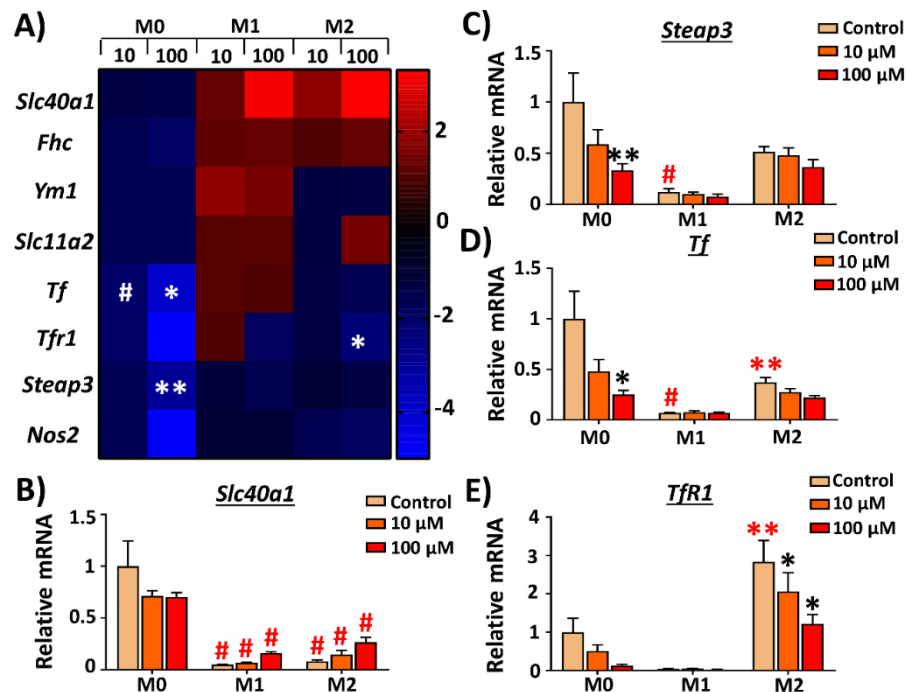 A)
M0 M1 M2
10 100 10 100 10 100
Slc40a1
Fhc
Ym1
Slc11a2
Tf # *
Tfr1 *
Steap3 **
Nos2
2
0
-2
-4
B)
Slc40a1
Relative mRNA
1.5
1
0.5
0
Control
10 µM
100 µM
# # # # # #
M0 M1 M2
C)
Steap3
Relative mRNA
1.5
1
0.5
0
Control
10 µM
100 µM
** #
M0 M1 M2
D)
Tf
Relative mRNA
1.5
1
0.5
0
Control
10 µM
100 µM
* # **
M0 M1 M2
E)
TfR1
Relative mRNA
4
3
2
1
0
Control
10 µM
100 µM
** * *
M0 M1 M2